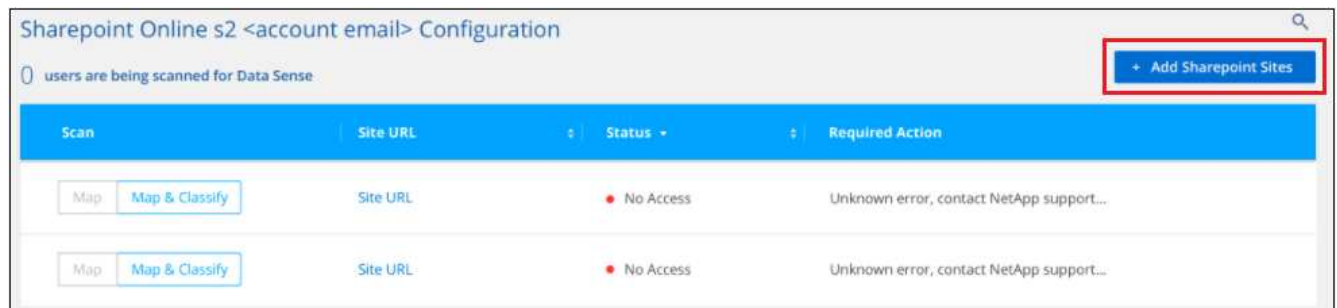 Sharepoint Online s2 <account email> Configuration
0 users are being scanned for Data Sense
+ Add Sharepoint Sites
Scan Site URL Status Required Action
Map Map & Classify Site URL No Access Unknown error, contact NetApp support...
Map Map & Classify Site URL No Access Unknown error, contact NetApp support...